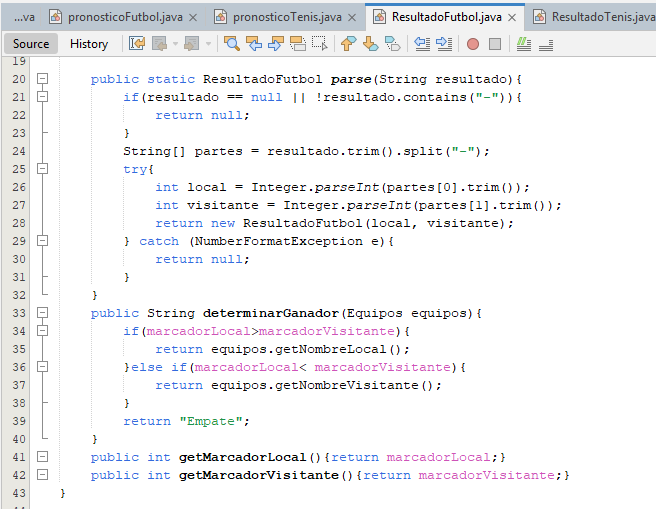 ...va pronosticoFutbol.java × pronosticoTenis.java × ResultadoFutbol.java × ResultadoTenis.java
Source History
19
20 public static ResultadoFutbol parse(String resultado){
21 if(resultado == null || !resultado.contains("-")){
22 return null;
23 }
24 String[] partes = resultado.trim().split("-");
25 try{
26 int local = Integer.parseInt(partes[0].trim());
27 int visitante = Integer.parseInt(partes[1].trim());
28 return new ResultadoFutbol(local, visitante);
29 } catch (NumberFormatException e){
30 return null;
31 }
32 }
33 public String determinarGanador(Equipos equipos){
34 if(marcadorLocal>marcadorVisitante){
35 return equipos.getNombreLocal();
36 }else if(marcadorLocal< marcadorVisitante){
37 return equipos.getNombreVisitante();
38 }
39 return "Empate";
40 }
41 public int getMarcadorLocal(){return marcadorLocal;}
42 public int getMarcadorVisitante(){return marcadorVisitante;}
43 }